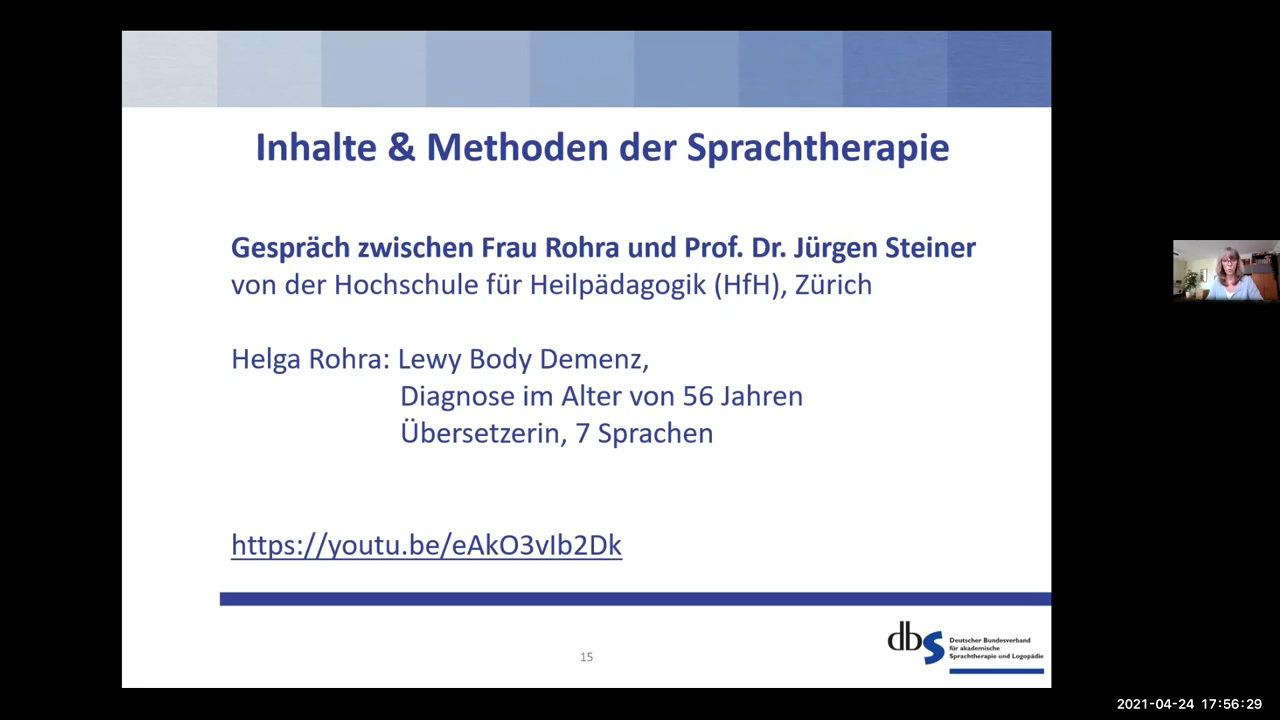 Inhalte & Methoden der Sprachtherapie
Gespräch zwischen Frau Rohra und Prof. Dr. Jürgen Steiner
von der Hochschule für Heilpädagogik (HfH), Zürich
Helga Rohra: Lewy Body Demenz,
Diagnose im Alter von 56 Jahren
Übersetzerin, 7 Sprachen
https://youtu.be/eAkO3vIb2Dk
15
dbs
Deutscher Bundesverband
für akademische
Sprachtherapie und Logopädie
2021-04-24 17:56:29